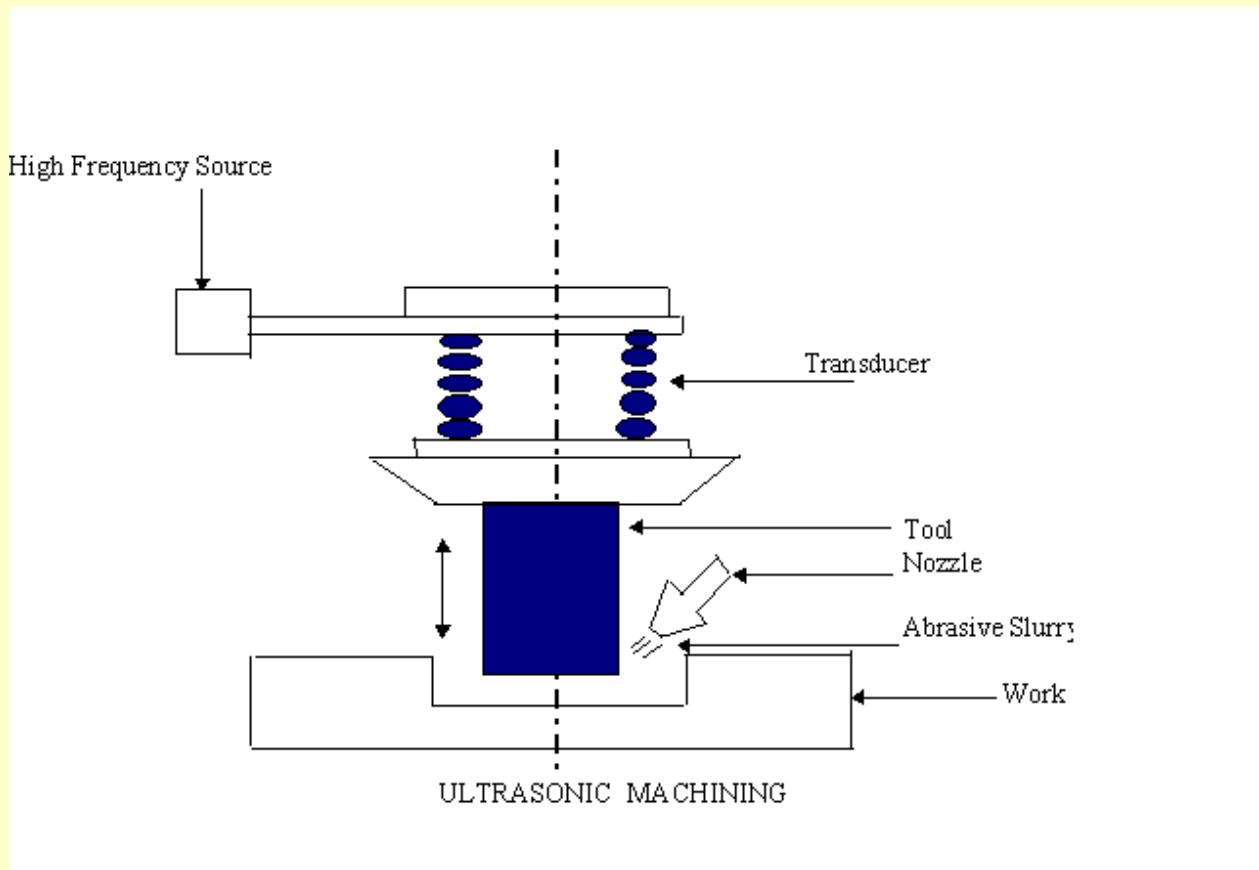 High Frequency Source
Transducer
Tool
Nozzle
Abrasive Slurry
Work
ULTRASONIC MACHINING